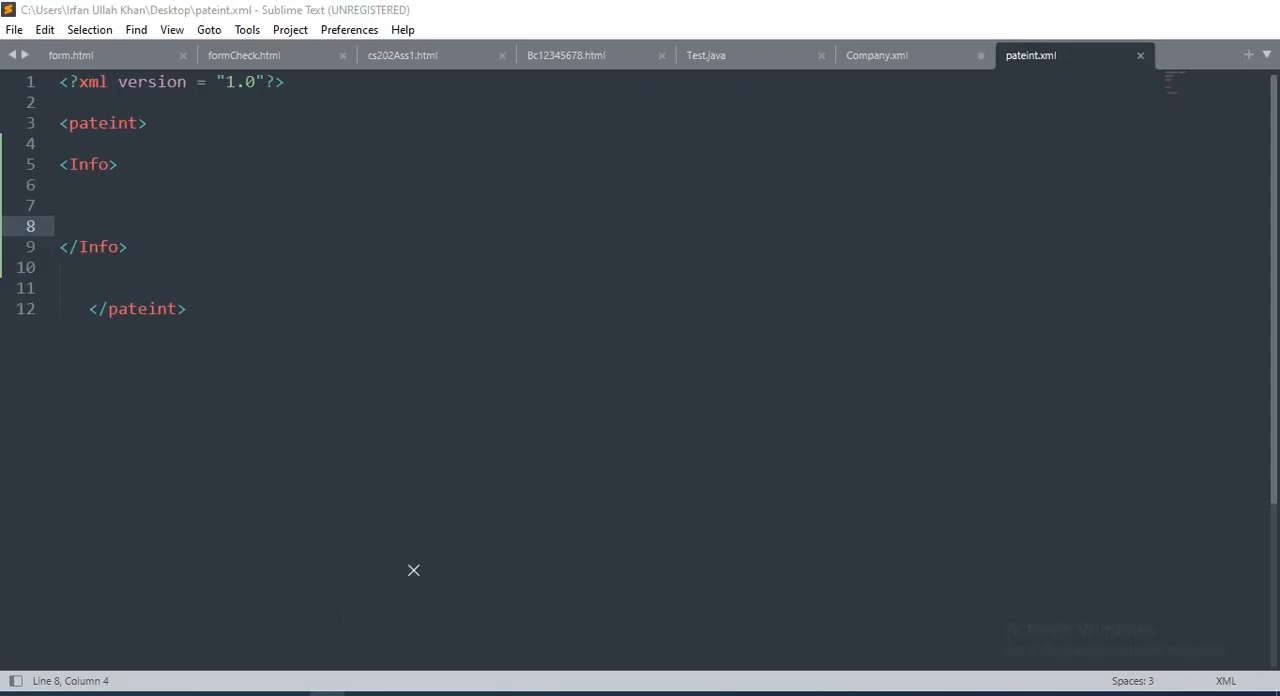 C:\Users\Irfan Ullah Khan\Desktop\pateint.xml - Sublime Text (UNREGISTERED)
File Edit Selection Find View Goto Tools Project Preferences Help
form.html formCheck.html cs202Ass1.html Bc12345678.html Test.java Company.xml pateint.xml
1 <?xml version = "1.0"?>
2
3 <pateint>
4
5 <Info>
6
7
8
9 </Info>
10
11
12 </pateint>
Activate Windows
Line 8, Column 4 Spaces: 3 XML